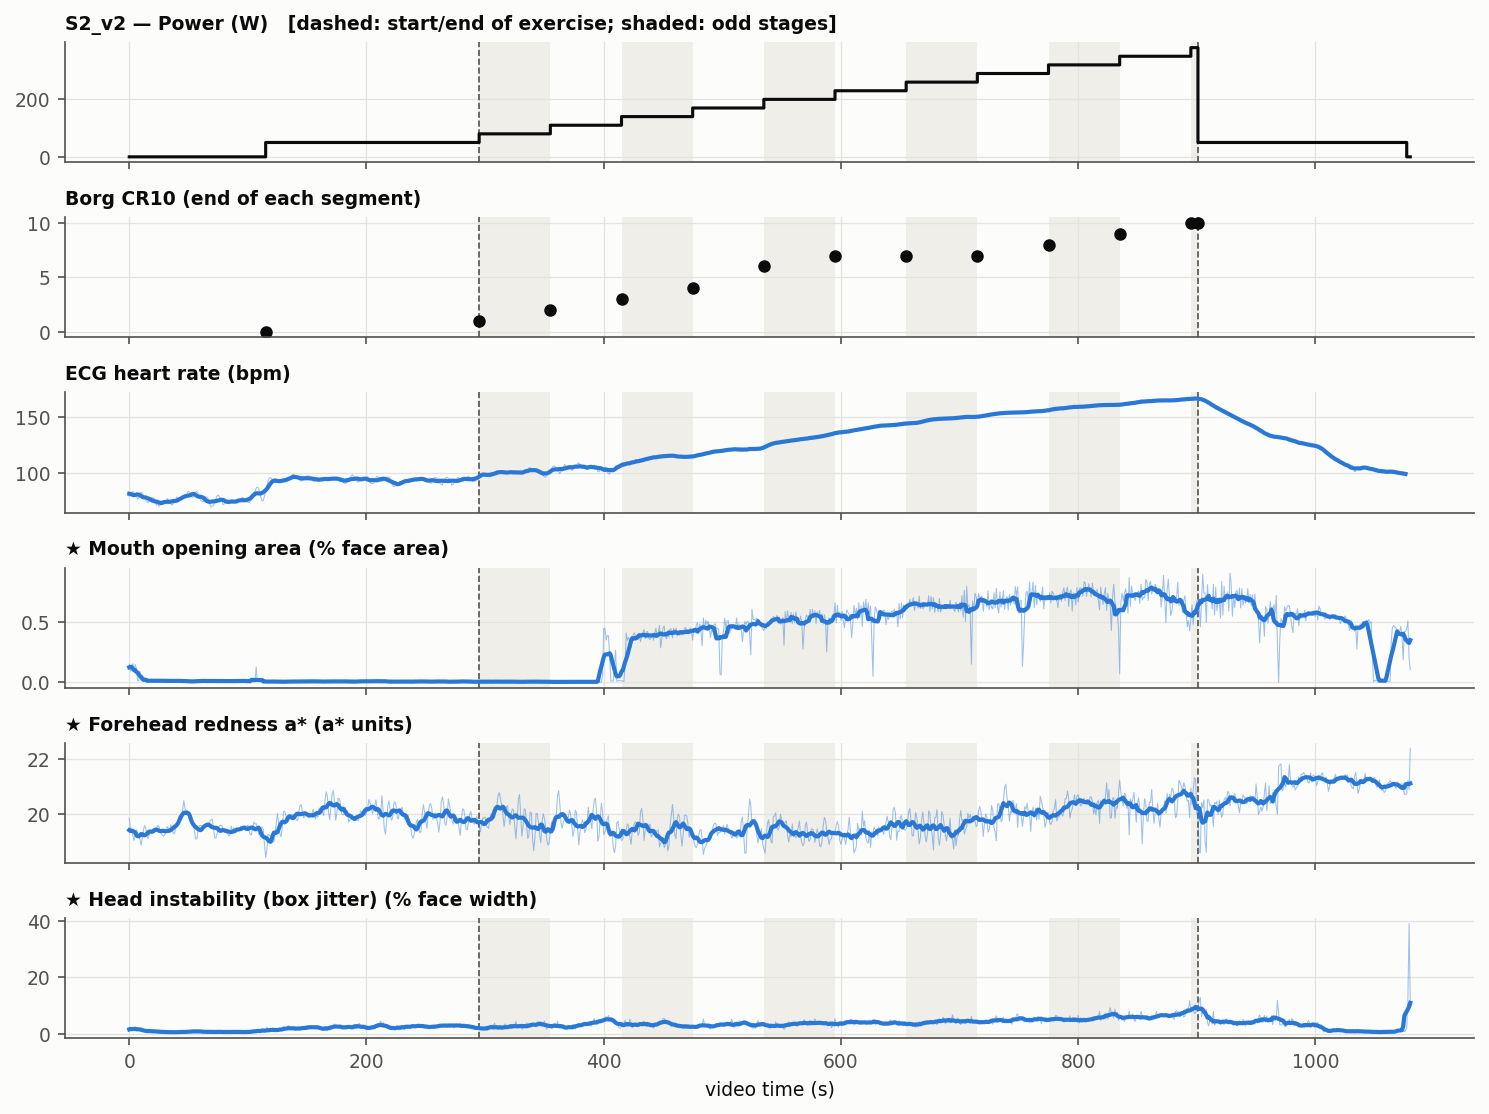 S2_v2 — Power (W)   [dashed: start/end of exercise; shaded: odd stages]
200
0
Borg CR10 (end of each segment)
10
5
0
ECG heart rate (bpm)
150
100
★ Mouth opening area (% face area)
0.5
0.0
★ Forehead redness a* (a* units)
22
20
★ Head instability (box jitter) (% face width)
40
20
0
0 200 400 600 800 1000
video time (s)